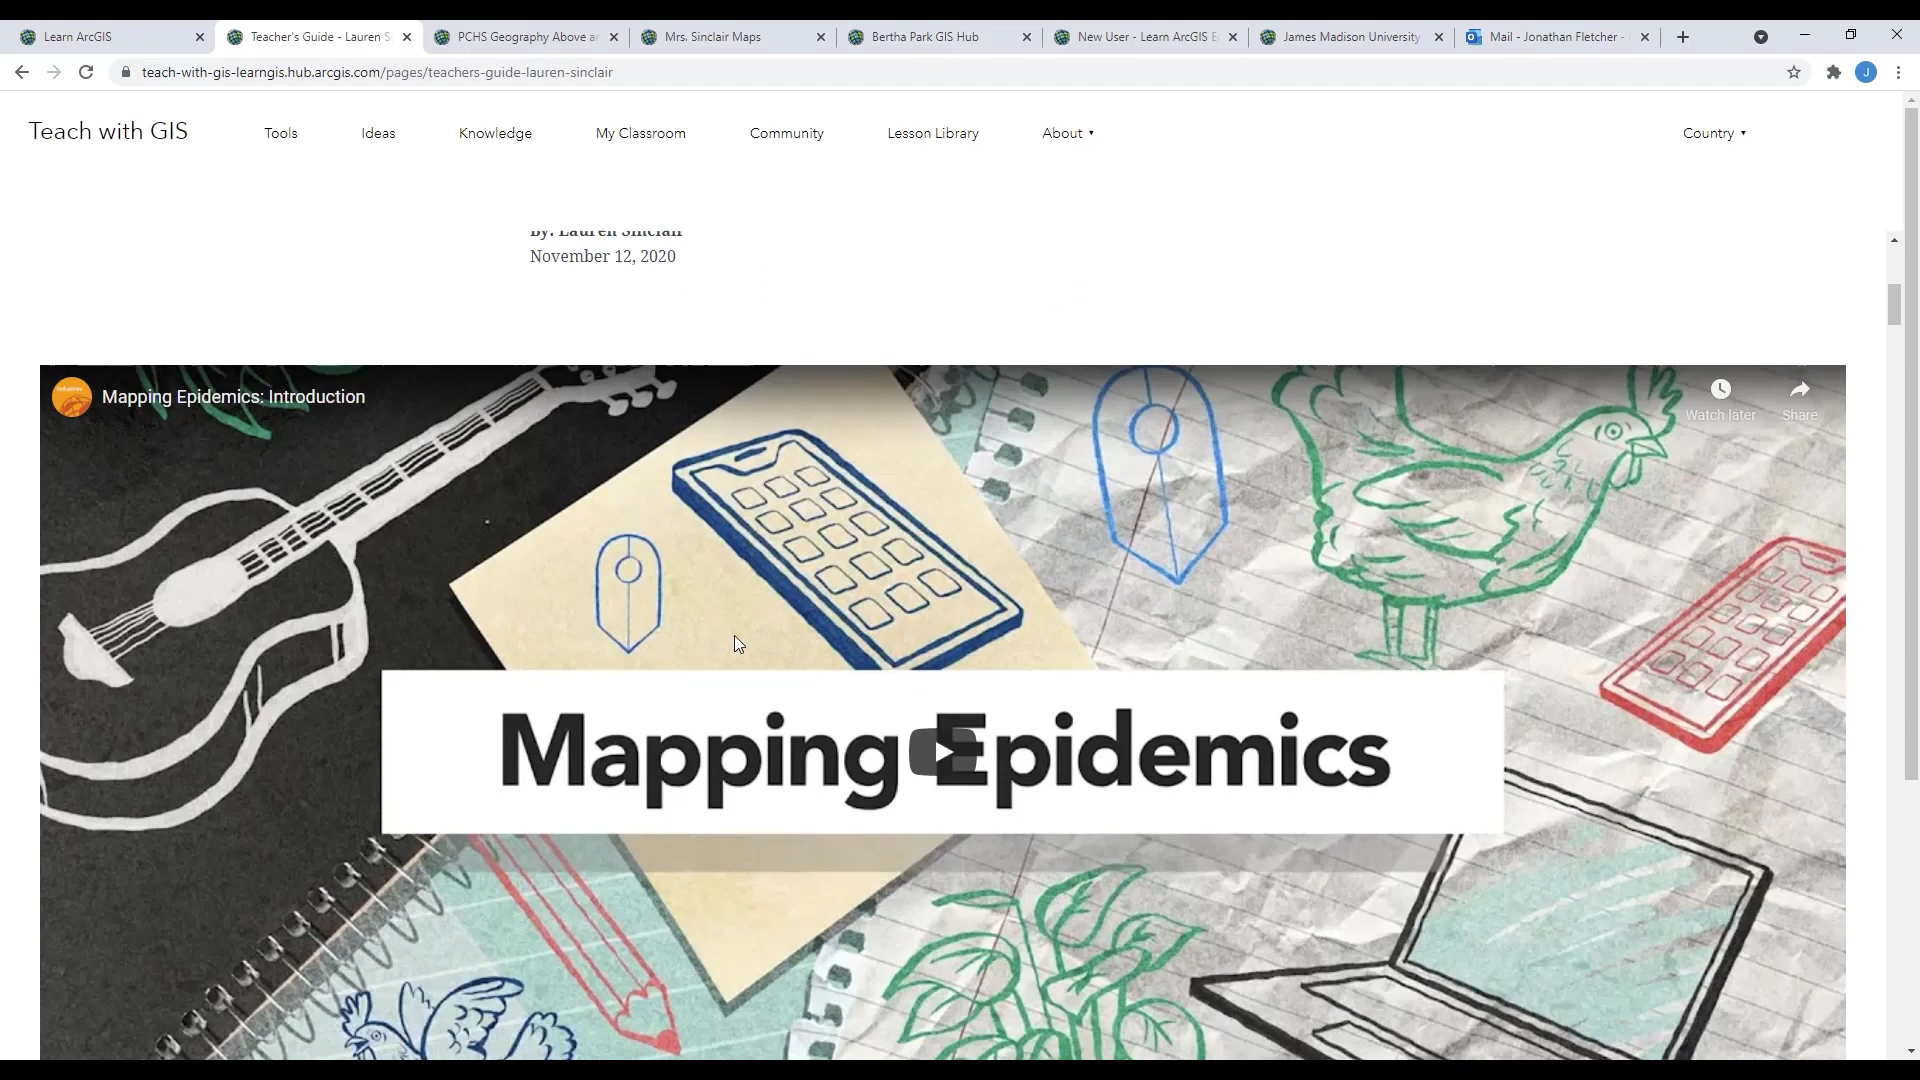 Learn ArcGIS
Teacher's Guide - Lauren S
PCHS Geography Above a
Mrs. Sinclair Maps
Bertha Park GIS Hub
New User - Learn ArcGIS E
James Madison University
Mail - Jonathan Fletcher -
teach-with-gis-learngis.hub.arcgis.com/pages/teachers-guide-lauren-sinclair
J
Teach with GIS
Tools
Ideas
Knowledge
My Classroom
Community
Lesson Library
About
Country
By: Lauren Sinclair
November 12, 2020
Mapping Epidemics: Introduction
Watch later
Share
Mapping Epidemics